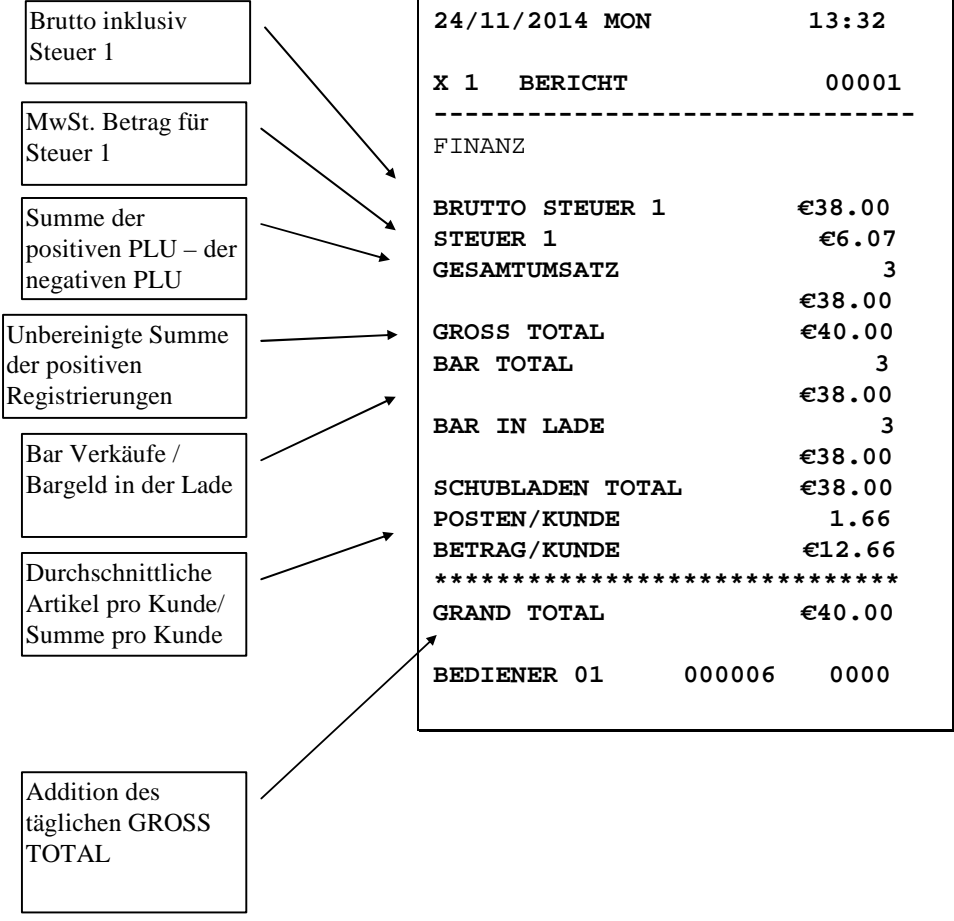 Brutto inklusiv
Steuer 1
MwSt. Betrag für
Steuer 1
Summe der
positiven PLU – der
negativen PLU
Unbereinigte Summe
der positiven
Registrierungen
Bar Verkäufe /
Bargeld in der Lade
Durchschnittliche
Artikel pro Kunde/
Summe pro Kunde
Addition des
täglichen GROSS
TOTAL
24/11/2014 MON 13:32
X 1 BERICHT 00001
-------------------------------
FINANZ
BRUTTO STEUER 1 €38.00
STEUER 1 €6.07
GESAMTUMSATZ 3
€38.00
GROSS TOTAL €40.00
BAR TOTAL 3
€38.00
BAR IN LADE 3
€38.00
SCHUBLADEN TOTAL €38.00
POSTEN/KUNDE 1.66
BETRAG/KUNDE €12.66
******************************
GRAND TOTAL €40.00
BEDIENER 01 000006 0000